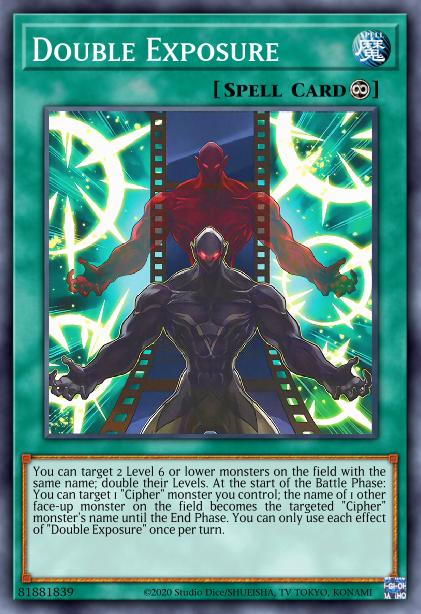 DOUBLE EXPOSURE
SPELL
魔
[SPELL CARD]
You can target 2 Level 6 or lower monsters on the field with the
same name; double their Levels. At the start of the Battle Phase:
You can target 1 "Cipher" monster you control; the name of 1 other
face-up monster on the field becomes the targeted "Cipher"
monster's name until the End Phase. You can only use each effect
of "Double Exposure" once per turn.
81881839
©2020 Studio Dice/SHUEISHA, TV TOKYO, KONAMI